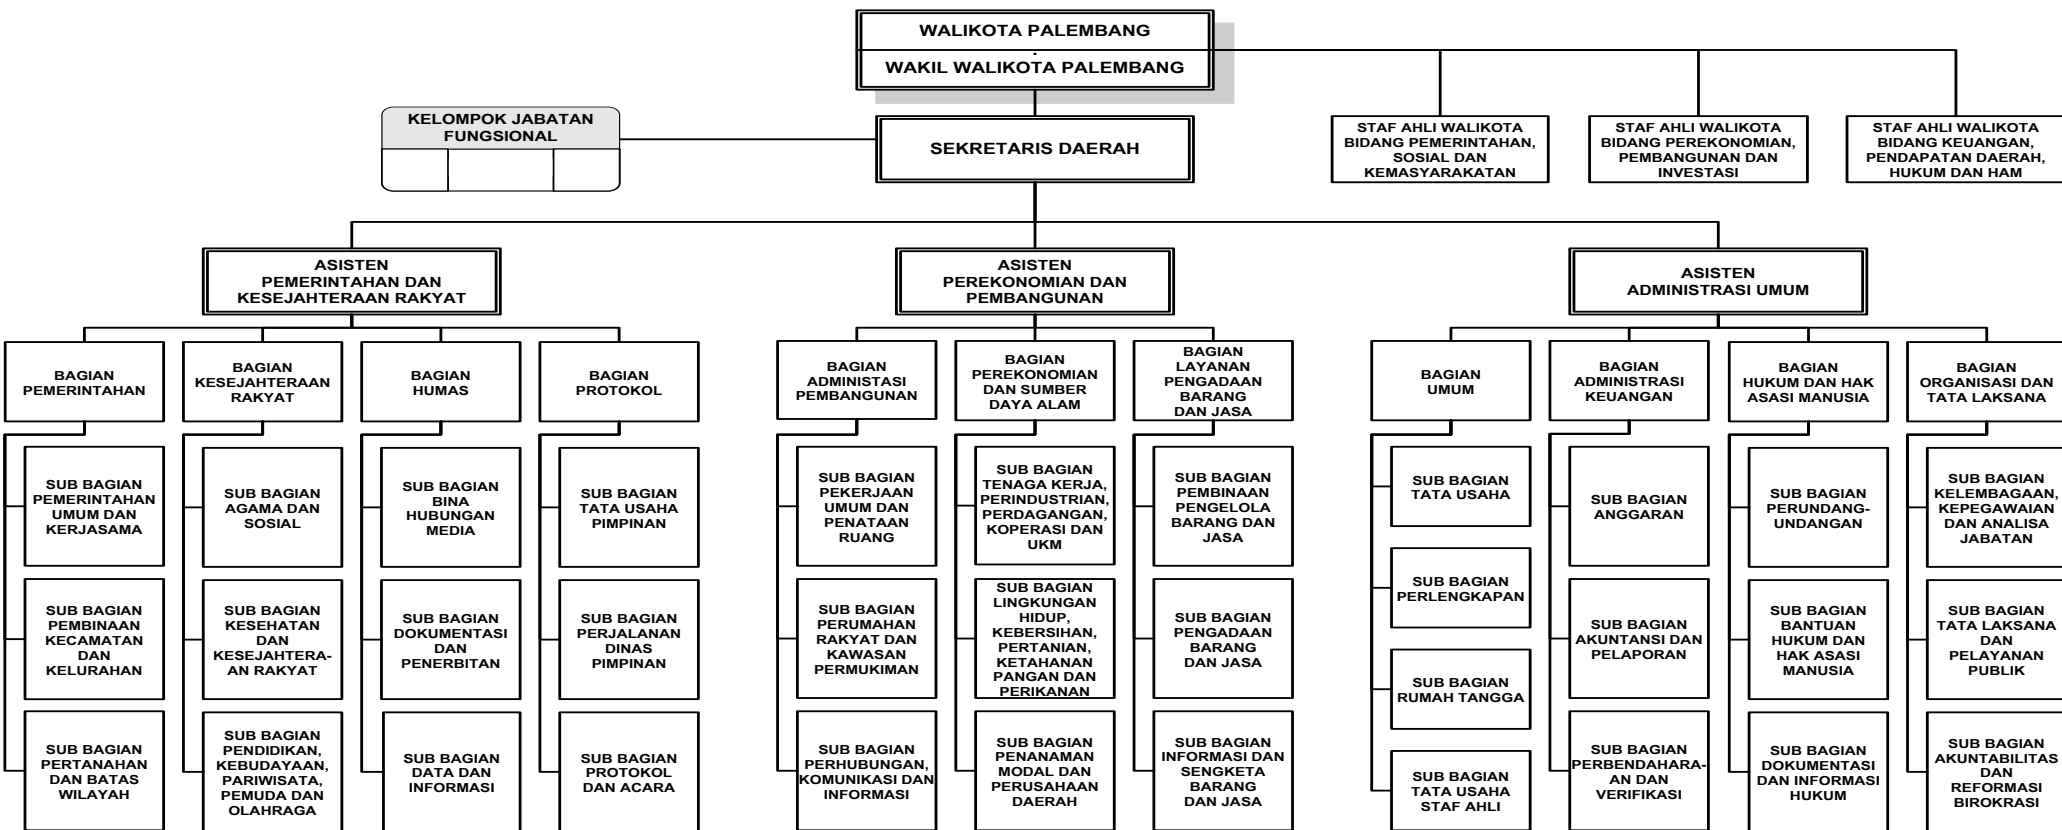 WALIKOTA PALEMBANG
.
WAKIL WALIKOTA PALEMBANG
KELOMPOK JABATAN
FUNGSIONAL
SEKRETARIS DAERAH
STAF AHLI WALIKOTA
BIDANG PEMERINTAHAN,
SOSIAL DAN
KEMASYARAKATAN
STAF AHLI WALIKOTA
BIDANG PEREKONOMIAN,
PEMBANGUNAN DAN
INVESTASI
STAF AHLI WALIKOTA
BIDANG KEUANGAN,
PENDAPATAN DAERAH,
HUKUM DAN HAM
ASISTEN
PEMERINTAHAN DAN
KESEJAHTERAAN RAKYAT
ASISTEN
PEREKONOMIAN DAN
PEMBANGUNAN
ASISTEN
ADMINISTRASI UMUM
BAGIAN
PEMERINTAHAN
BAGIAN
KESEJAHTERAAN
RAKYAT
BAGIAN
HUMAS
BAGIAN
PROTOKOL
BAGIAN
ADMINISTASI
PEMBANGUNAN
BAGIAN
PEREKONOMIAN
DAN SUMBER
DAYA ALAM
BAGIAN
LAYANAN
PENGADAAN
BARANG
DAN JASA
BAGIAN
UMUM
BAGIAN
ADMINISTRASI
KEUANGAN
BAGIAN
HUKUM DAN HAK
ASASI MANUSIA
BAGIAN
ORGANISASI DAN
TATA LAKSANA
SUB BAGIAN
PEMERINTAHAN
UMUM DAN
KERJASAMA
SUB BAGIAN
AGAMA DAN
SOSIAL
SUB BAGIAN
BINA
HUBUNGAN
MEDIA
SUB BAGIAN
TATA USAHA
PIMPINAN
SUB BAGIAN
PEKERJAAN
UMUM DAN
PENATAAN
RUANG
SUB BAGIAN
TENAGA KERJA,
PERINDUSTRIAN,
PERDAGANGAN,
KOPERASI DAN
UKM
SUB BAGIAN
PEMBINAAN
PENGELOLA
BARANG DAN
JASA
SUB BAGIAN
TATA USAHA
SUB BAGIAN
ANGGARAN
SUB BAGIAN
PERUNDANG-
UNDANGAN
SUB BAGIAN
KELEMBAGAAN,
KEPEGAWAIAN
DAN ANALISA
JABATAN
SUB BAGIAN
PEMBINAAN
KECAMATAN
DAN
KELURAHAN
SUB BAGIAN
KESEHATAN
DAN
KESEJAHTERA-
AN RAKYAT
SUB BAGIAN
DOKUMENTASI
DAN
PENERBITAN
SUB BAGIAN
PERJALANAN
DINAS
PIMPINAN
SUB BAGIAN
PERUMAHAN
RAKYAT DAN
KAWASAN
PERMUKIMAN
SUB BAGIAN
LINGKUNGAN
HIDUP,
KEBERSIHAN,
PERTANIAN,
KETAHANAN
PANGAN DAN
PERIKANAN
SUB BAGIAN
PENGADAAN
BARANG
DAN JASA
SUB BAGIAN
PERLENGKAPAN
SUB BAGIAN
AKUNTANSI DAN
PELAPORAN
SUB BAGIAN
BANTUAN
HUKUM DAN
HAK ASASI
MANUSIA
SUB BAGIAN
TATA LAKSANA
DAN
PELAYANAN
PUBLIK
SUB BAGIAN
RUMAH TANGGA
SUB BAGIAN
PERTANAHAN
DAN BATAS
WILAYAH
SUB BAGIAN
PENDIDIKAN,
KEBUDAYAAN,
PARIWISATA,
PEMUDA DAN
OLAHRAGA
SUB BAGIAN
DATA DAN
INFORMASI
SUB BAGIAN
PROTOKOL
DAN ACARA
SUB BAGIAN
PERHUBUNGAN,
KOMUNIKASI DAN
INFORMASI
SUB BAGIAN
PENANAMAN
MODAL DAN
PERUSAHAAN
DAERAH
SUB BAGIAN
INFORMASI DAN
SENGKETA
BARANG
DAN JASA
SUB BAGIAN
TATA USAHA
STAF AHLI
SUB BAGIAN
PERBENDAHARA-
AN DAN
VERIFIKASI
SUB BAGIAN
DOKUMENTASI
DAN INFORMASI
HUKUM
SUB BAGIAN
AKUNTABILITAS
DAN
REFORMASI
BIROKRASI